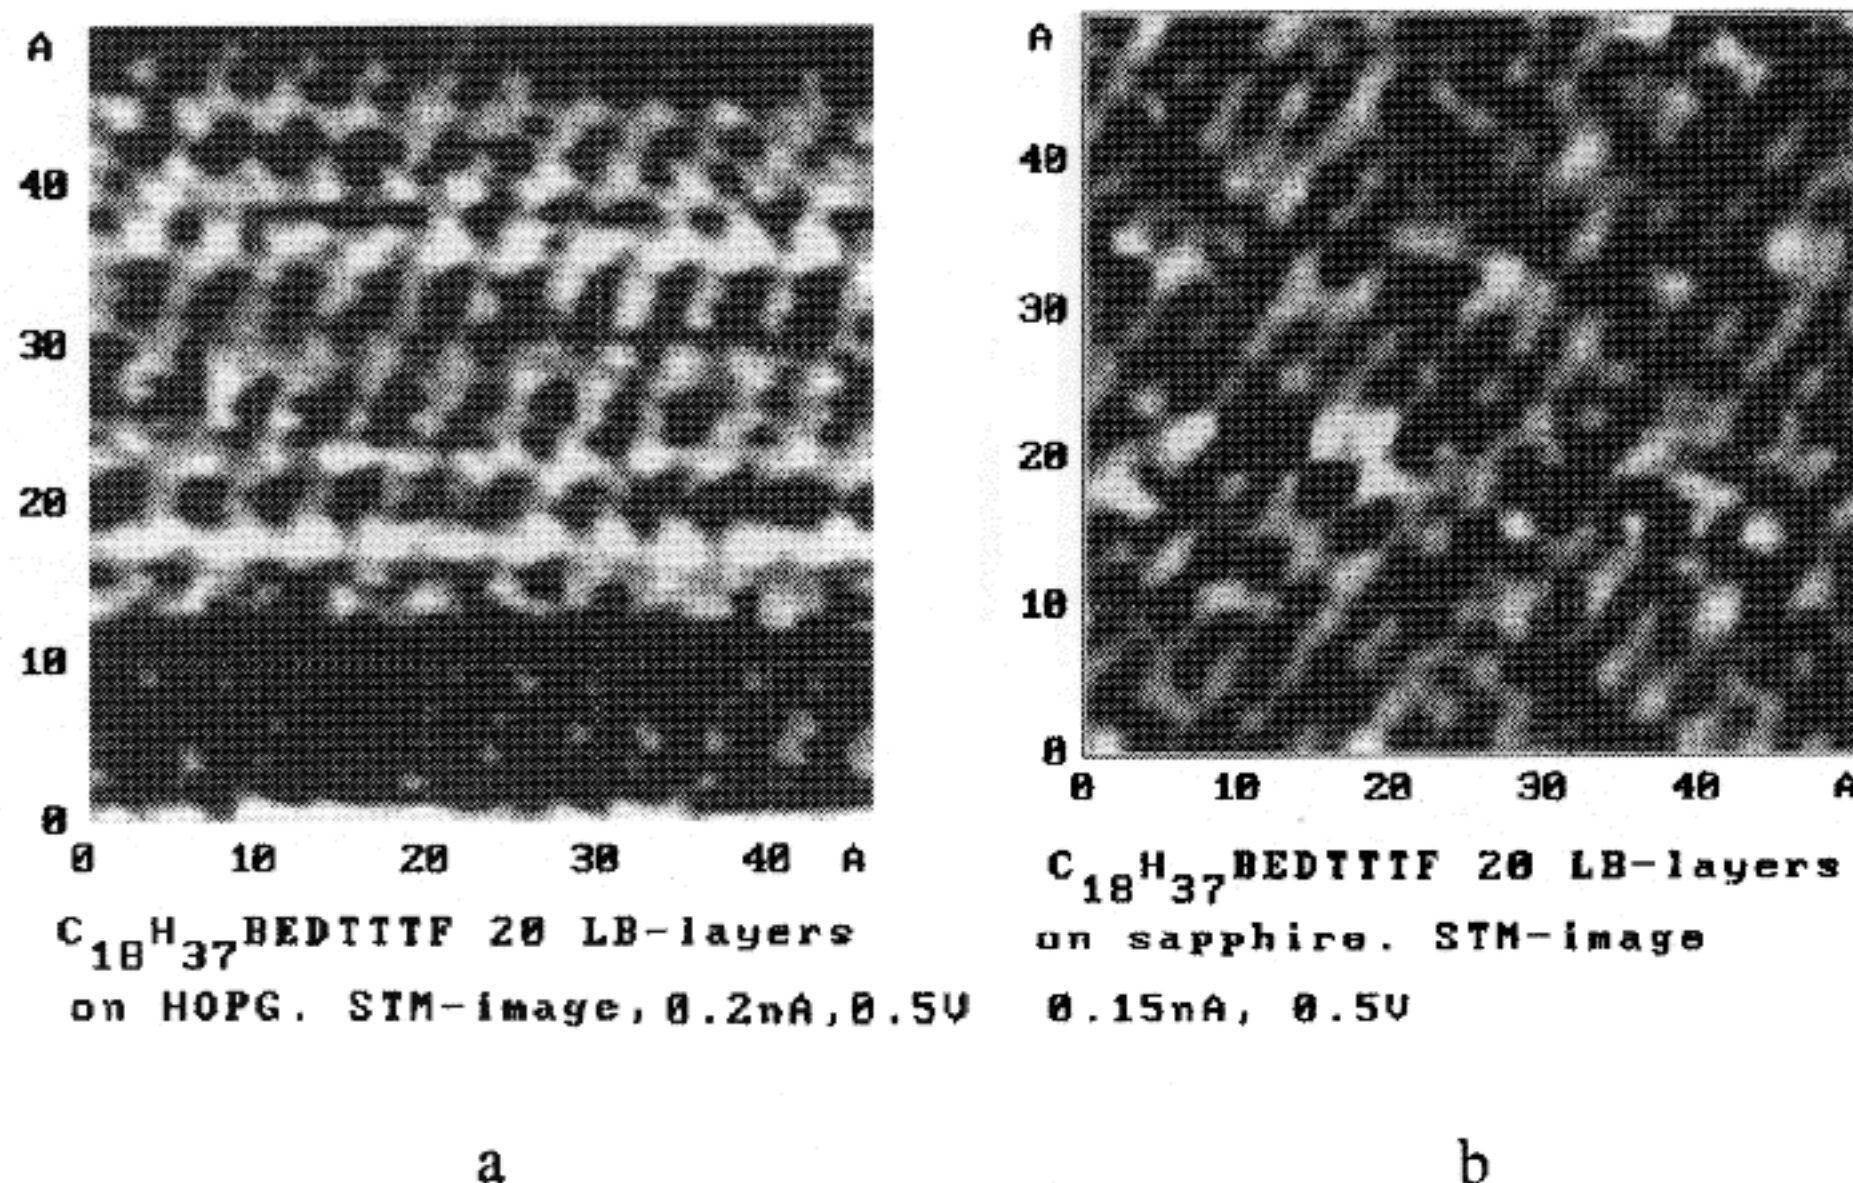 A
40
30
20
10
0
0 10 20 30 40 A
C18H37BEDTTTF 20 LB-layers
on HOPG. STM-image, 0.2nA, 0.5V
a
A
40
30
20
10
0
0 10 20 30 40 A
C18H37BEDTTTF 20 LB-layers
on sapphire. STM-image
0.15nA, 0.5V
b